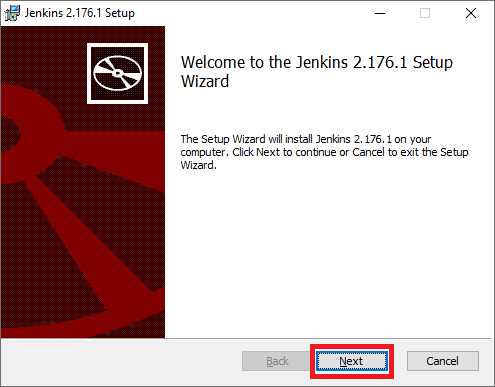 Jenkins 2.176.1 Setup
Welcome to the Jenkins 2.176.1 Setup
Wizard
The Setup Wizard will install Jenkins 2.176.1 on your
computer. Click Next to continue or Cancel to exit the Setup
Wizard.
Back Next Cancel